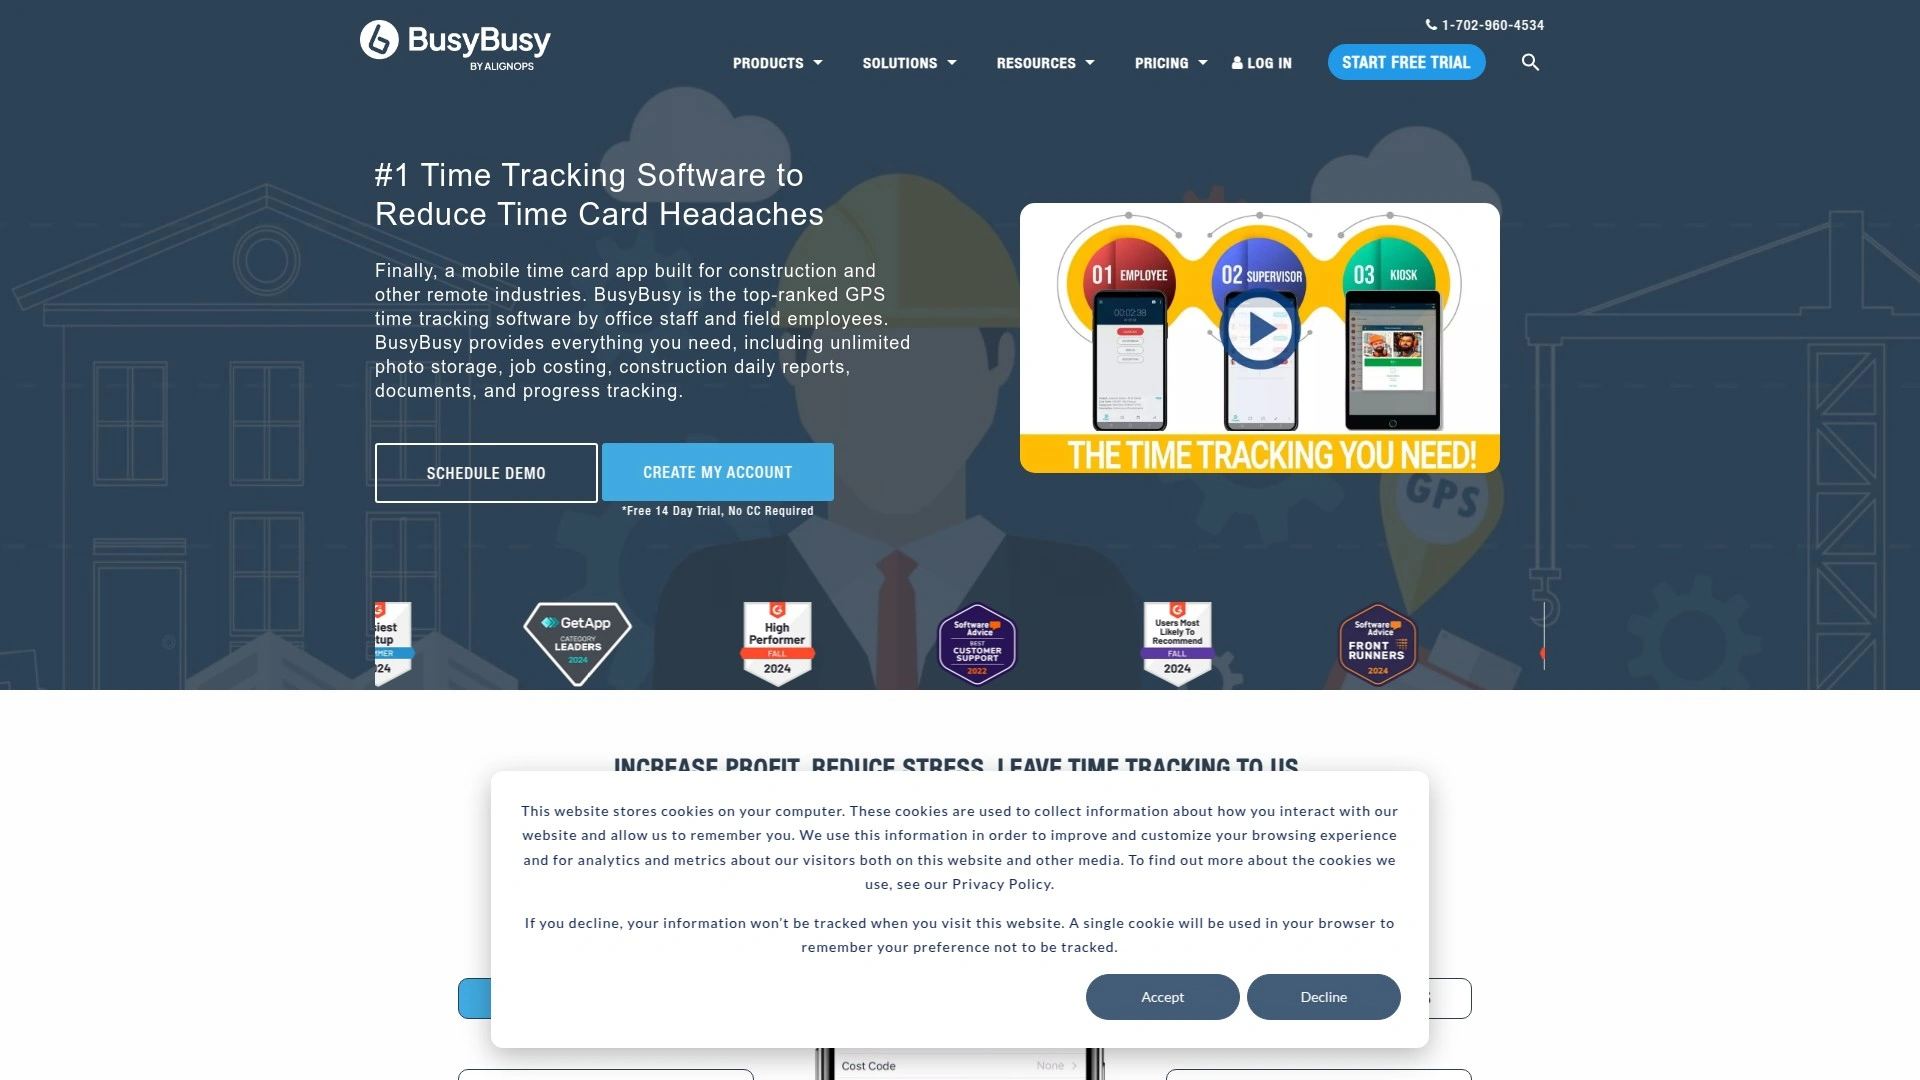 BusyBusy
BY ALIGNOPS
1-702-960-4534
PRODUCTS
SOLUTIONS
RESOURCES
PRICING
LOG IN
START FREE TRIAL
#1 Time Tracking Software to
Reduce Time Card Headaches
Finally, a mobile time card app built for construction and
other remote industries. BusyBusy is the top-ranked GPS
time tracking software by office staff and field employees.
BusyBusy provides everything you need, including unlimited
photo storage, job costing, construction daily reports,
documents, and progress tracking.
SCHEDULE DEMO
CREATE MY ACCOUNT
*Free 14 Day Trial, No CC Required
01 EMPLOYEE
02 SUPERVISOR
03 KIOSK
00:02:38
THE TIME TRACKING YOU NEED!
GPS
GetApp
CATEGORY
LEADERS
2024
High
Performer
FALL
2024
Software
Advice
BEST
CUSTOMER
SUPPORT
2022
Users Most
Likely To
Recommend
FALL
2024
Software
Advice
FRONT
RUNNERS
2024
INCREASE PROFIT, REDUCE STRESS, LEAVE TIME TRACKING TO US
This website stores cookies on your computer. These cookies are used to collect information about how you interact with our
website and allow us to remember you. We use this information in order to improve and customize your browsing experience
and for analytics and metrics about our visitors both on this website and other media. To find out more about the cookies we
use, see our Privacy Policy.
If you decline, your information won't be tracked when you visit this website. A single cookie will be used in your browser to
remember your preference not to be tracked.
Accept
Decline
Cost Code
None